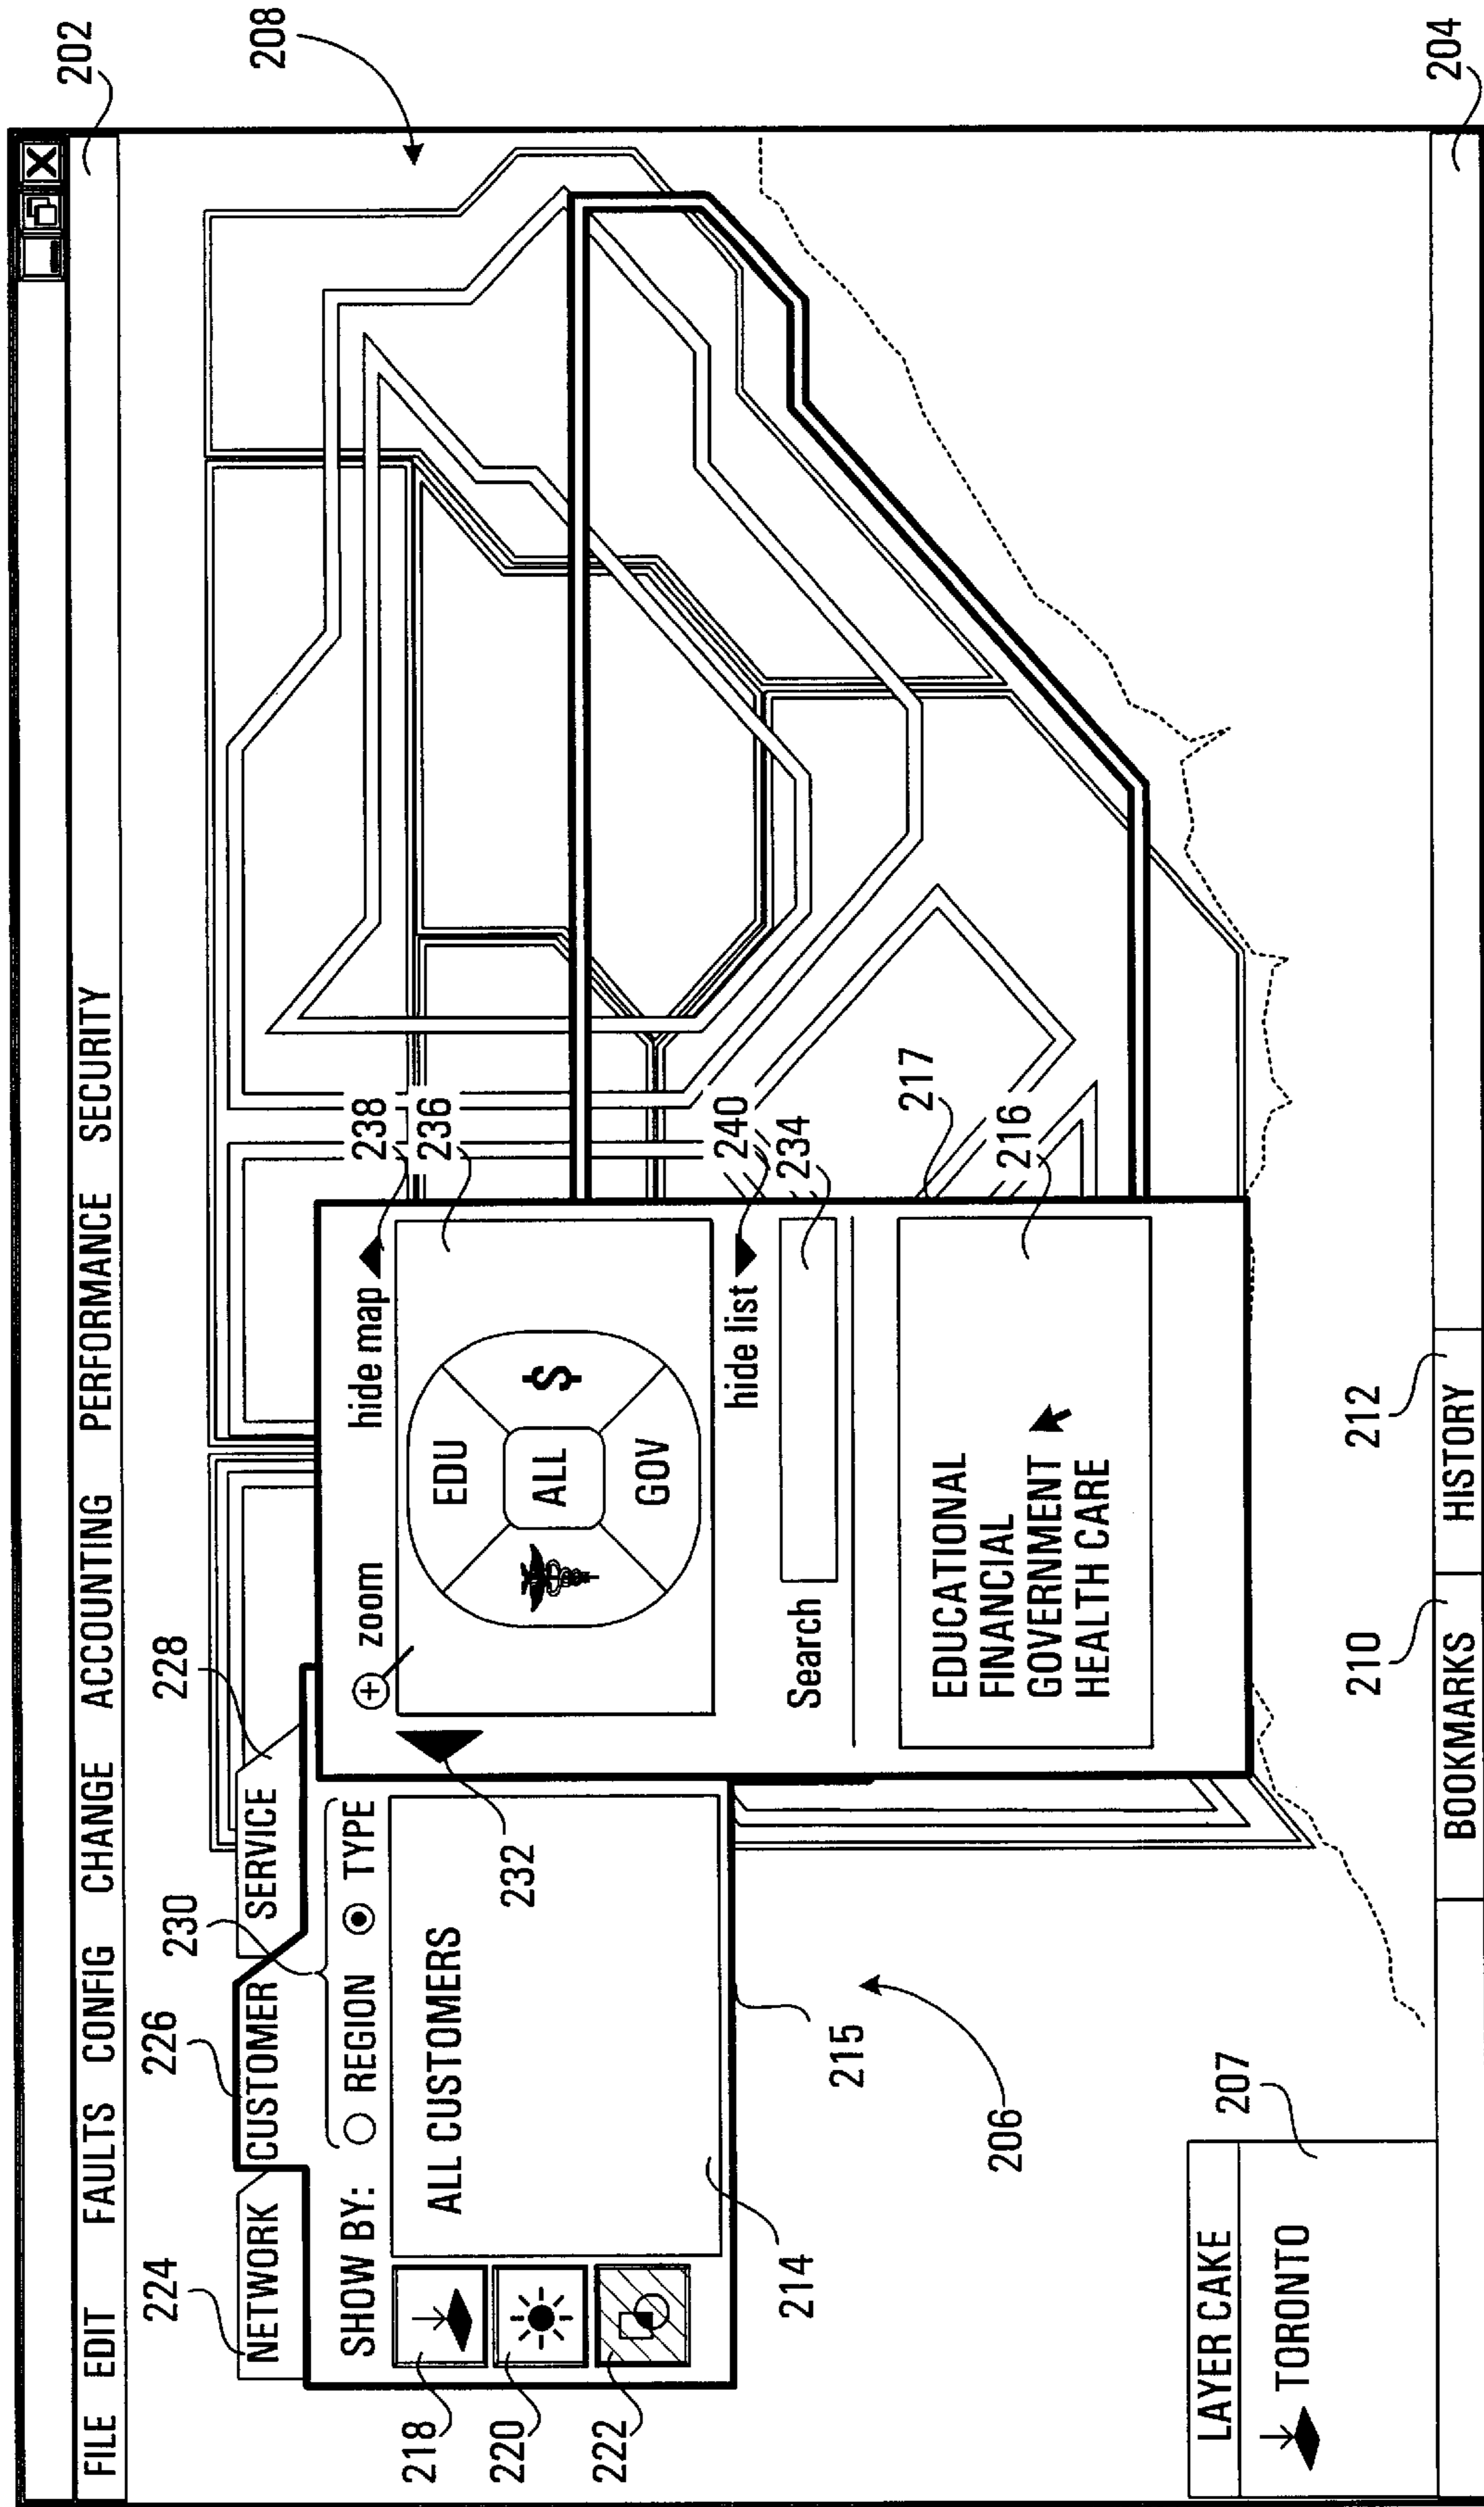 202
FILE EDIT FAULTS CONFIG CHANGE ACCOUNTING PERFORMANCE SECURITY
224
226
230
228
208
NETWORK CUSTOMER SERVICE
SHOW BY: REGION TYPE
zoom hide map
238
218
ALL CUSTOMERS
EDU
236
220
232
ALL $
222
GOV
214
hide list
240
215
Search
234
217
206
EDUCATIONAL
FINANCIAL
GOVERNMENT
HEALTH CARE
216
LAYER CAKE
207
TORONTO
210
212
BOOKMARKS HISTORY
204